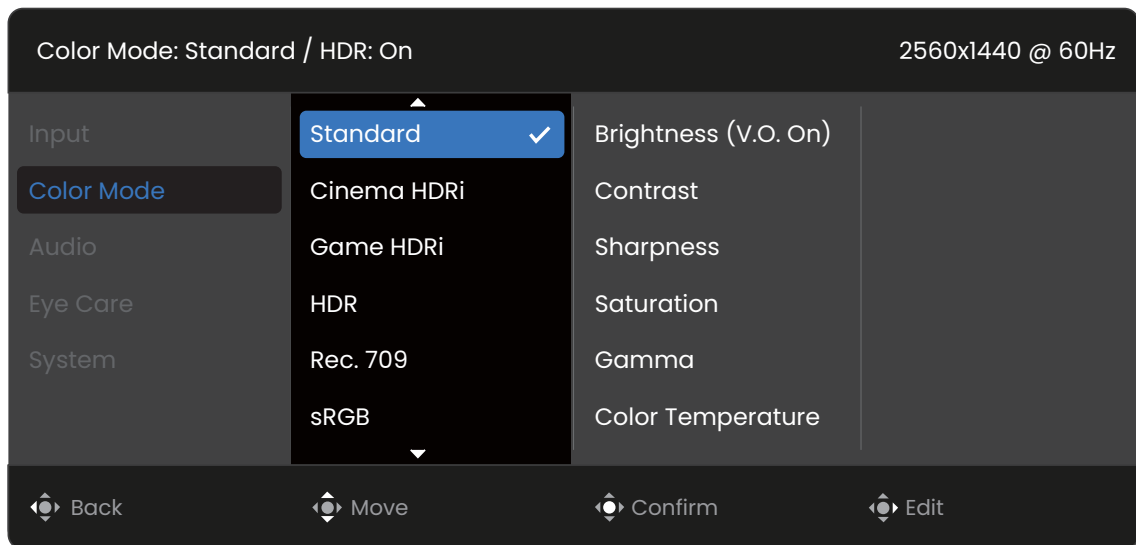 Color Mode: Standard / HDR: On
2560x1440 @ 60Hz
Input
Color Mode
Audio
Eye Care
System
Standard
Cinema HDRi
Game HDRi
HDR
Rec. 709
sRGB
Brightness (V.O. On)
Contrast
Sharpness
Saturation
Gamma
Color Temperature
Back
Move
Confirm
Edit